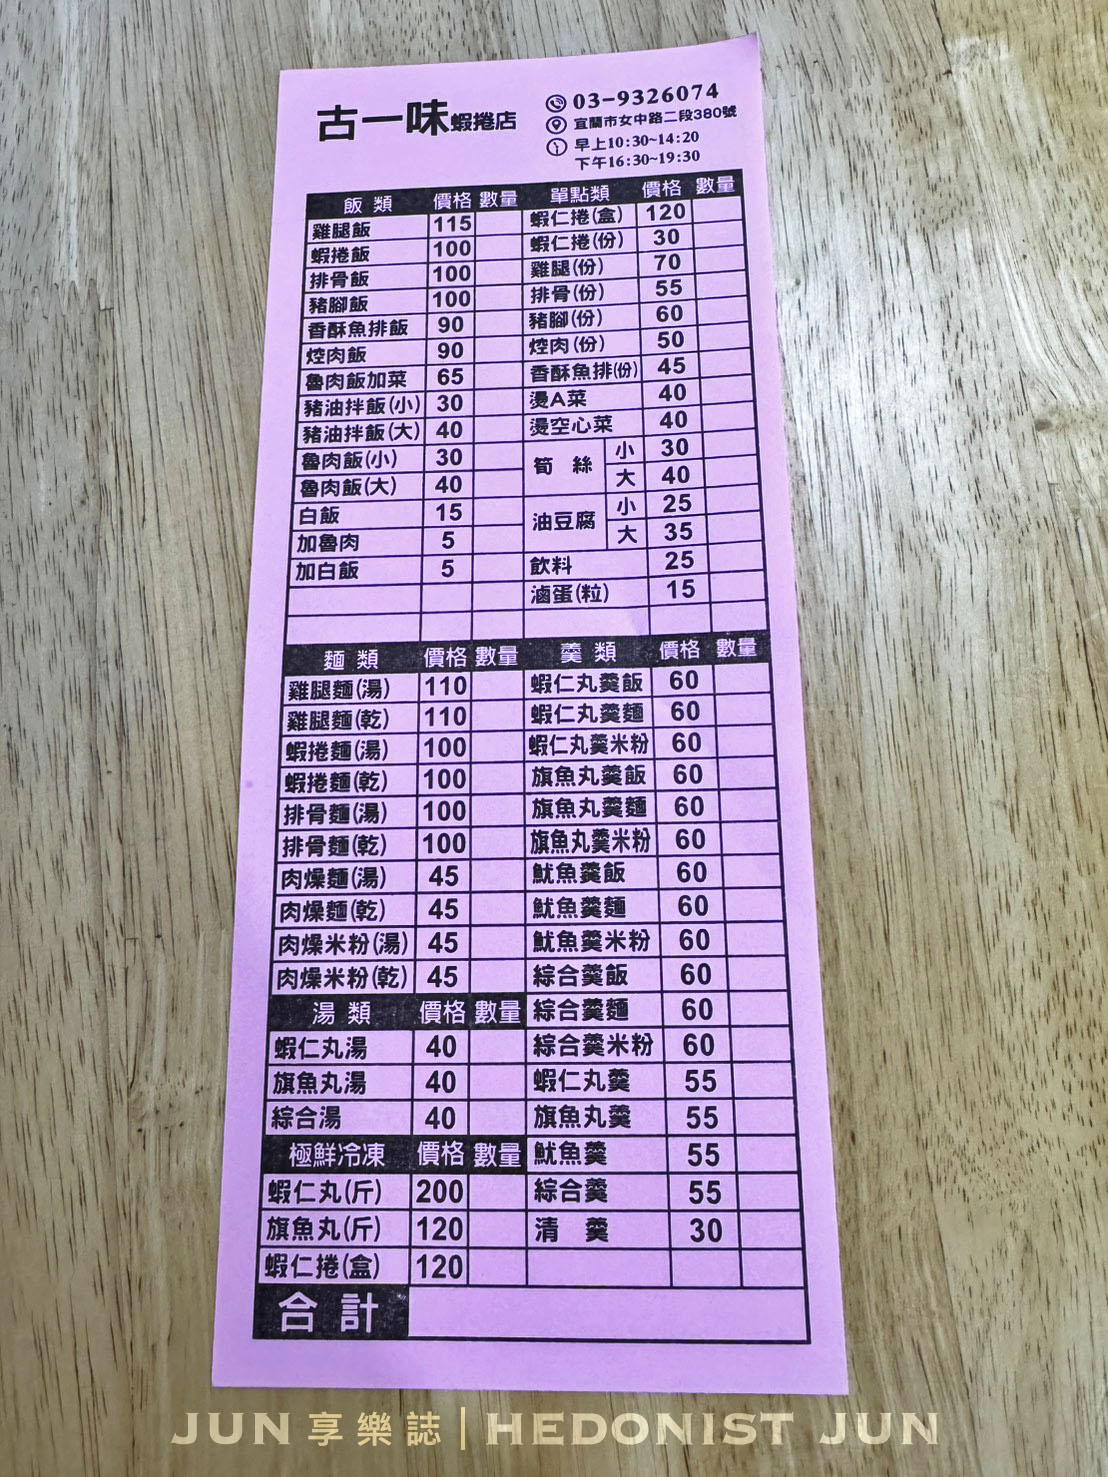 古一味蝦捲店
03-9326074
宜蘭市女中路二段380號
早上10:30~14:20
下午16:30~19:30
飯 類 價格 數量
雞腿飯 115
蝦捲飯 100
排骨飯 100
豬腳飯 100
香酥魚排飯 90
焢肉飯 90
魯肉飯加菜 65
豬油拌飯(小) 30
豬油拌飯(大) 40
魯肉飯(小) 30
魯肉飯(大) 40
白飯 15
加魯肉 5
加白飯 5
單點類 價格 數量
蝦仁捲(盒) 120
蝦仁捲(份) 30
雞腿(份) 70
排骨(份) 55
豬腳(份) 60
焢肉(份) 50
香酥魚排(份) 45
燙A菜 40
燙空心菜 40
筍 絲 小 30
大 40
油豆腐 小 25
大 35
飲料 25
滷蛋(粒) 15
麵 類 價格 數量
雞腿麵(湯) 110
雞腿麵(乾) 110
蝦捲麵(湯) 100
蝦捲麵(乾) 100
排骨麵(湯) 100
排骨麵(乾) 100
肉燥麵(湯) 45
肉燥麵(乾) 45
肉燥米粉(湯) 45
肉燥米粉(乾) 45
湯 類 價格 數量
蝦仁丸湯 40
旗魚丸湯 40
綜合湯 40
極鮮冷凍 價格 數量
蝦仁丸(斤) 200
旗魚丸(斤) 120
蝦仁捲(盒) 120
羹 類 價格 數量
蝦仁丸羹飯 60
蝦仁丸羹麵 60
蝦仁丸羹米粉 60
旗魚丸羹飯 60
旗魚丸羹麵 60
旗魚丸羹米粉 60
魷魚羹飯 60
魷魚羹麵 60
魷魚羹米粉 60
綜合羹飯 60
綜合羹麵 60
綜合羹米粉 60
蝦仁丸羹 55
旗魚丸羹 55
魷魚羹 55
綜合羹 55
清 羹 30
合計
JUN享樂誌|HEDONIST JUN